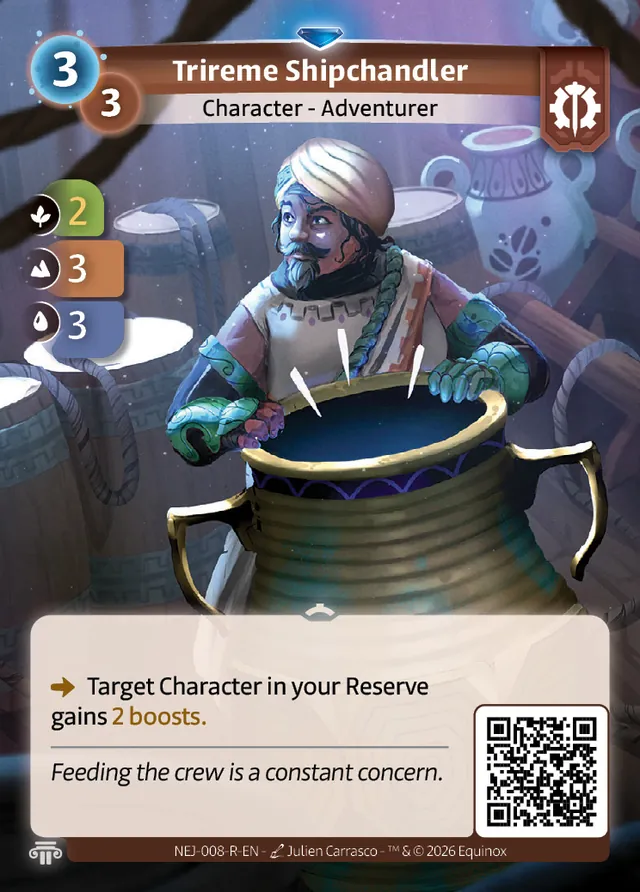 3
Trireme Shipchandler
3
Character - Adventurer
2
3
3
Target Character in your Reserve
gains 2 boosts.
Feeding the crew is a constant concern.
NEJ-008-R-EN - Julien Carrasco - ™ & © 2026 Equinox